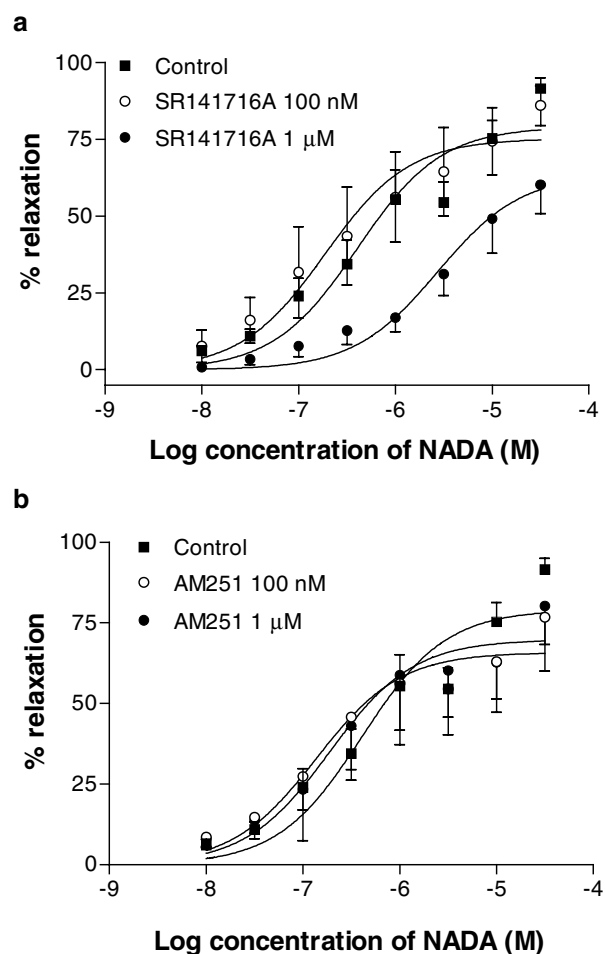 a
100
Control
SR141716A 100 nM
SR141716A 1 μM
75
50
25
0
% relaxation
-9 -8 -7 -6 -5 -4
Log concentration of NADA (M)
b
100
Control
AM251 100 nM
AM251 1 μM
75
50
25
0
% relaxation
-9 -8 -7 -6 -5 -4
Log concentration of NADA (M)